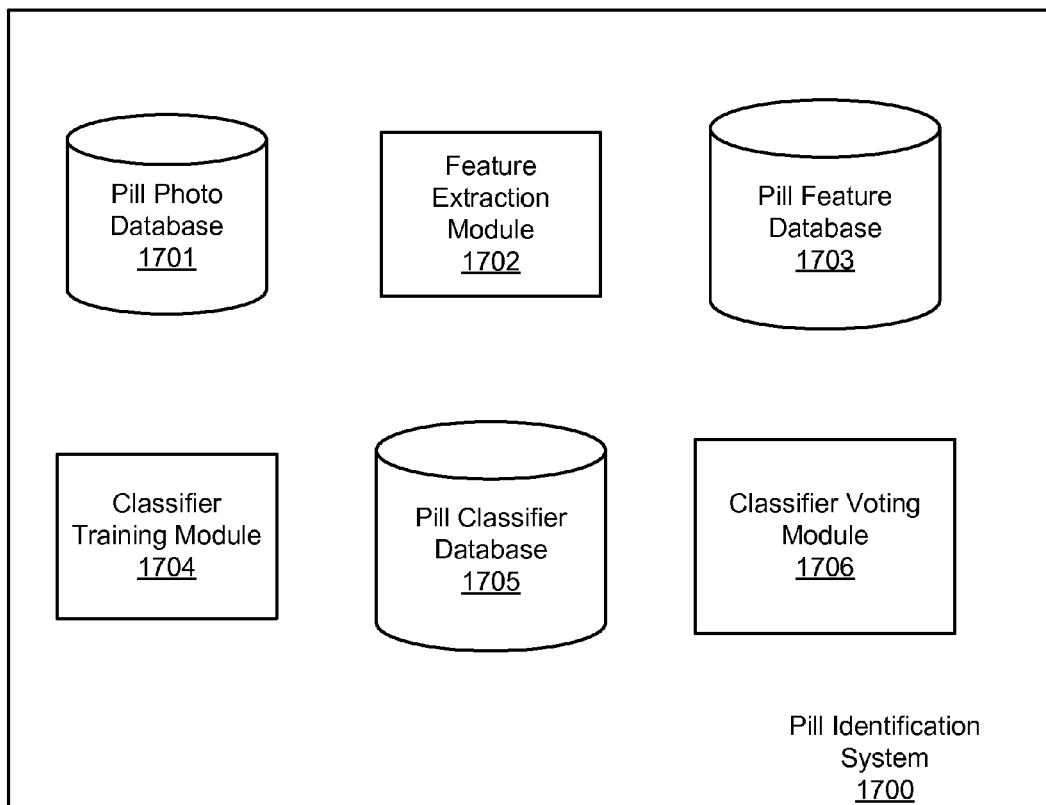 Pill Photo
Database
1701
Feature
Extraction
Module
1702
Pill Feature
Database
1703
Classifier
Training Module
1704
Pill Classifier
Database
1705
Classifier Voting
Module
1706
Pill Identification
System
1700